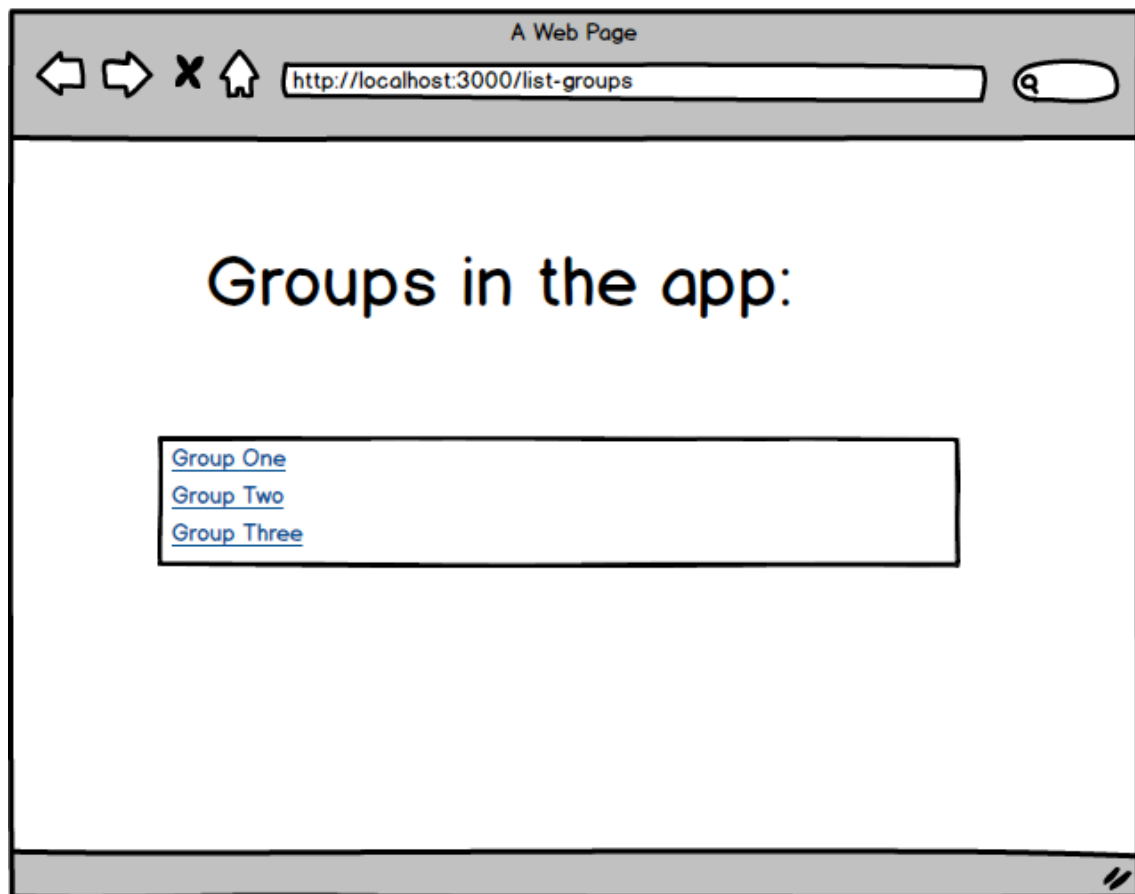 A Web Page
http://localhost:3000/list-groups
Groups in the app:
Group One
Group Two
Group Three